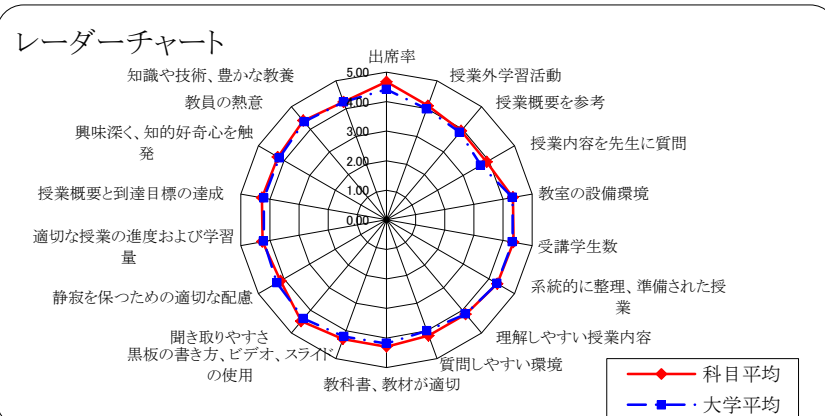 レーダーチャート
出席率
授業外学習活動
授業概要を参考
授業内容を先生に質問
教室の設備環境
受講学生数
系統的に整理、準備された授
業
理解しやすい授業内容
質問しやすい環境
教科書、教材が適切
黒板の書き方、ビデオ、スライド
の使用
聞き取りやすさ
静寂を保つための適切な配慮
適切な授業の進度および学習
量
授業概要と到達目標の達成
興味深く、知的好奇心を触
発
教員の熱意
知識や技術、豊かな教養
5.00
4.00
3.00
2.00
1.00
0.00
科目平均
大学平均